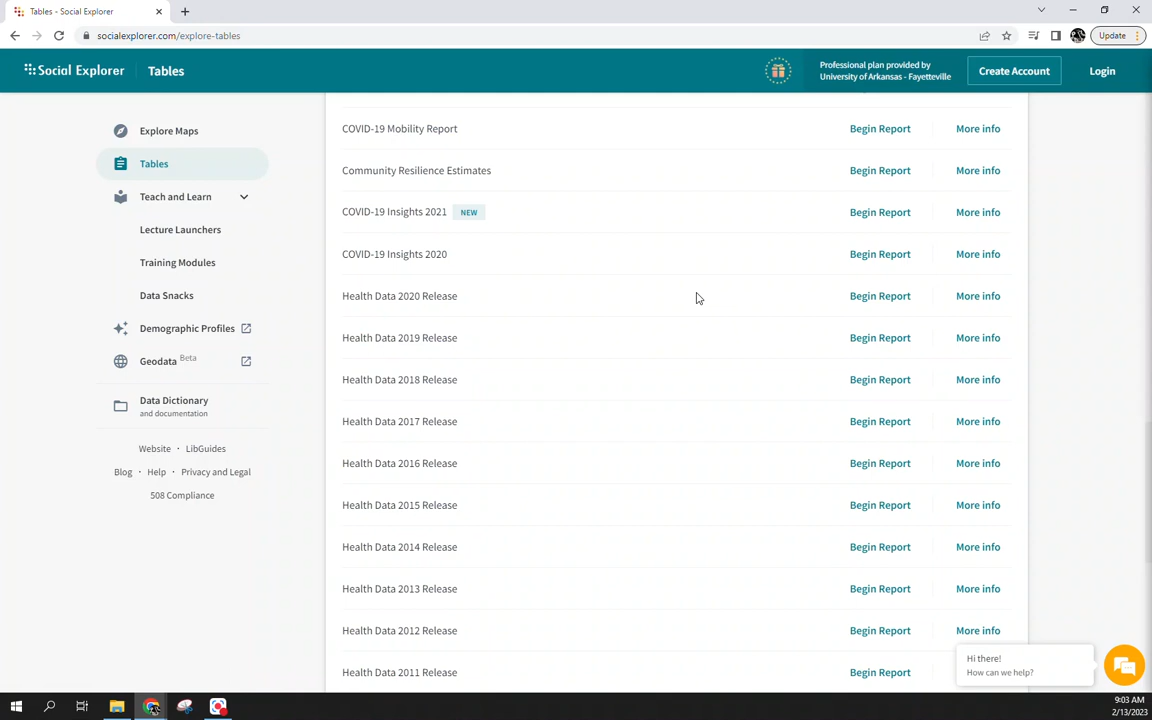 Tables - Social Explorer
socialexplorer.com/explore-tables
Update
Social Explorer
Tables
Professional plan provided by
University of Arkansas - Fayetteville
Create Account
Login
Explore Maps
Tables
Teach and Learn
Lecture Launchers
Training Modules
Data Snacks
Demographic Profiles
Geodata Beta
Data Dictionary
and documentation
Website · LibGuides
Blog · Help · Privacy and Legal
508 Compliance
COVID-19 Mobility Report Begin Report More info
Community Resilience Estimates Begin Report More info
COVID-19 Insights 2021 NEW Begin Report More info
COVID-19 Insights 2020 Begin Report More info
Health Data 2020 Release Begin Report More info
Health Data 2019 Release Begin Report More info
Health Data 2018 Release Begin Report More info
Health Data 2017 Release Begin Report More info
Health Data 2016 Release Begin Report More info
Health Data 2015 Release Begin Report More info
Health Data 2014 Release Begin Report More info
Health Data 2013 Release Begin Report More info
Health Data 2012 Release Begin Report More info
Health Data 2011 Release Begin Report
Hi there!
How can we help?
9:03 AM
2/13/2023